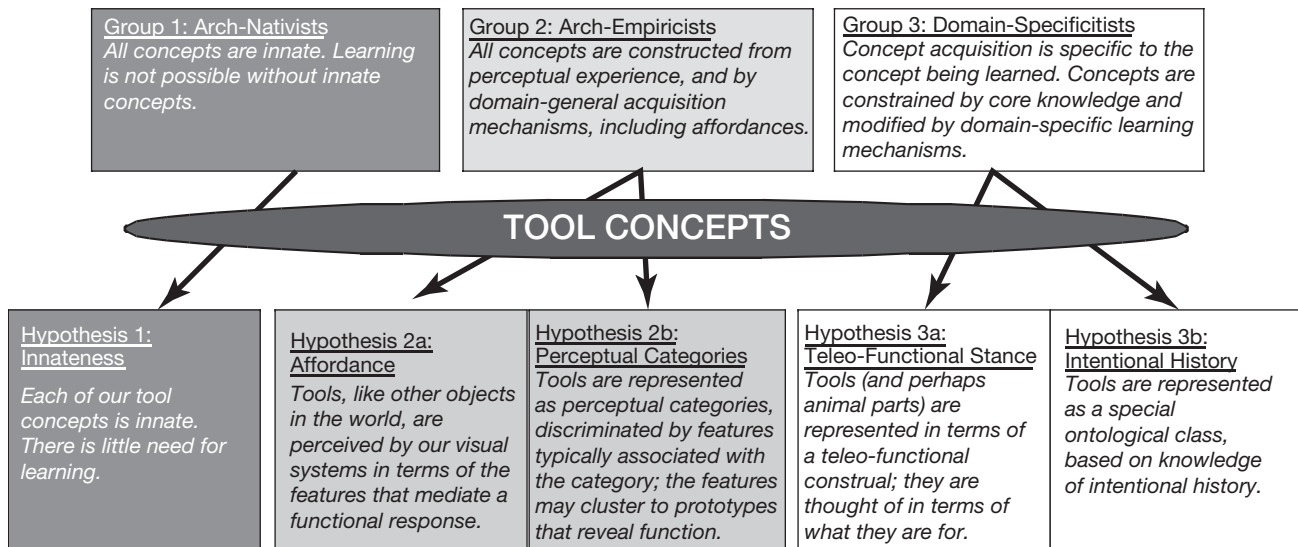 Group 1: Arch-Nativists
All concepts are innate. Learning
is not possible without innate
concepts.
Group 2: Arch-Empiricists
All concepts are constructed from
perceptual experience, and by
domain-general acquisition
mechanisms, including affordances.
Group 3: Domain-Specificitists
Concept acquisition is specific to the
concept being learned. Concepts are
constrained by core knowledge and
modified by domain-specific learning
mechanisms.
TOOL CONCEPTS
Hypothesis 1:
Innateness
Each of our tool
concepts is innate.
There is little need for
learning.
Hypothesis 2a:
Affordance
Tools, like other objects
in the world, are
perceived by our visual
systems in terms of the
features that mediate a
functional response.
Hypothesis 2b:
Perceptual Categories
Tools are represented
as perceptual categories,
discriminated by features
typically associated with
the category; the features
may cluster to prototypes
that reveal function.
Hypothesis 3a:
Teleo-Functional Stance
Tools (and perhaps
animal parts) are
represented in terms of
a teleo-functional
construal; they are
thought of in terms of
what they are for.
Hypothesis 3b:
Intentional History
Tools are represented
as a special
ontological class,
based on knowledge
of intentional history.